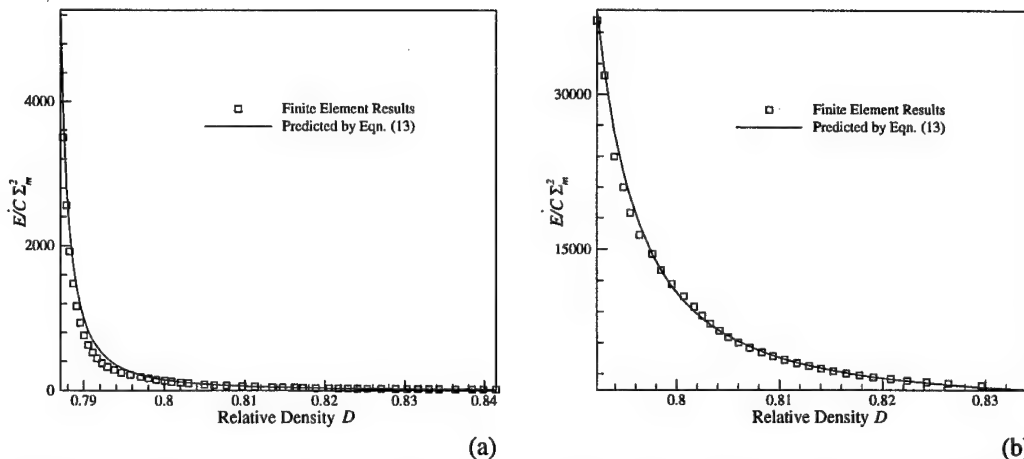 4000
2000
0
Ė/C Σ²ₘ
□ Finite Element Results
Predicted by Eqn. (13)
0.79 0.8 0.81 0.82 0.83 0.84
Relative Density D
(a)
30000
15000
Ė/C Σ²ₘ
□ Finite Element Results
Predicted by Eqn. (13)
0.8 0.81 0.82 0.83
Relative Density D
(b)